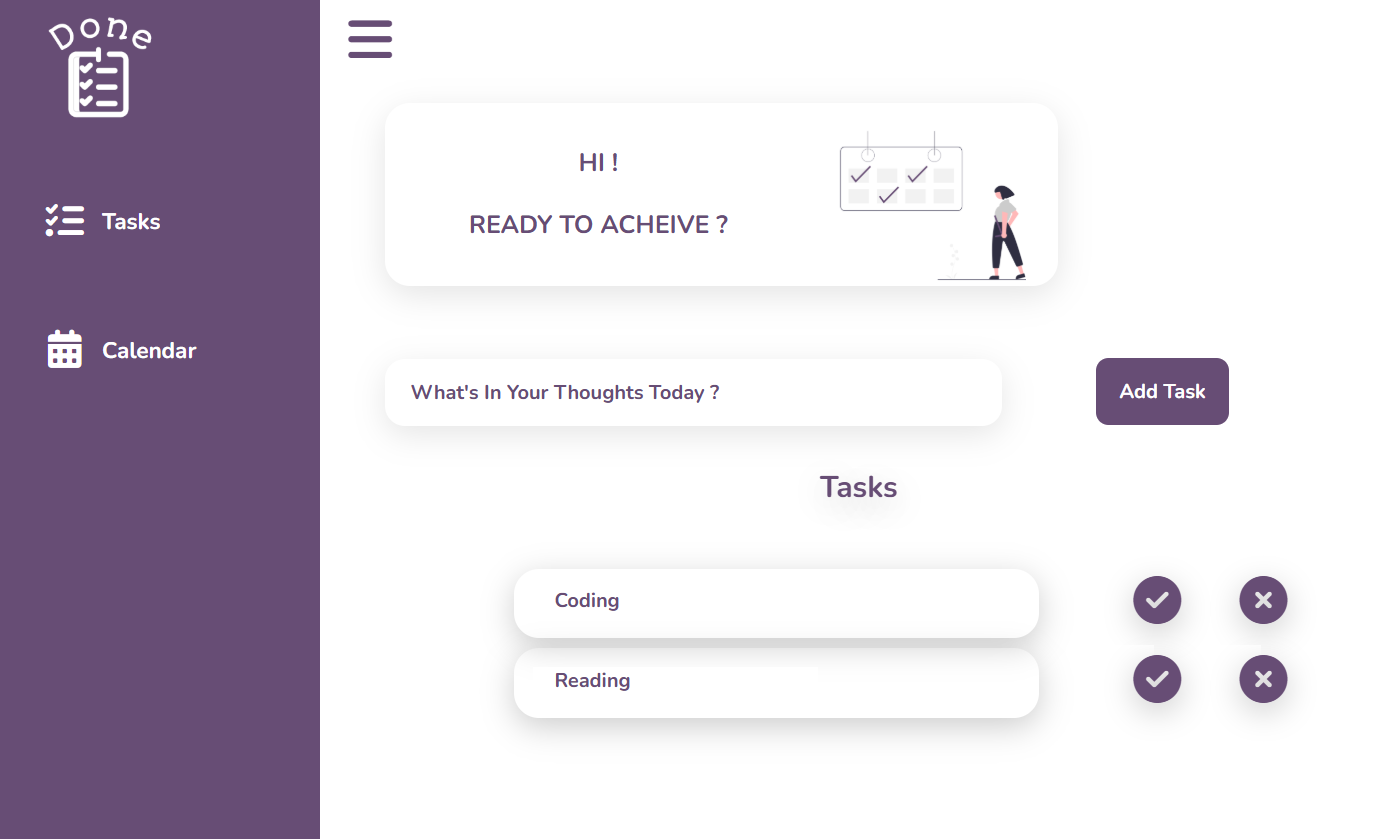 Done
Tasks
Calendar
HI !
READY TO ACHEIVE ?
What's In Your Thoughts Today ?
Add Task
Tasks
Coding
Reading